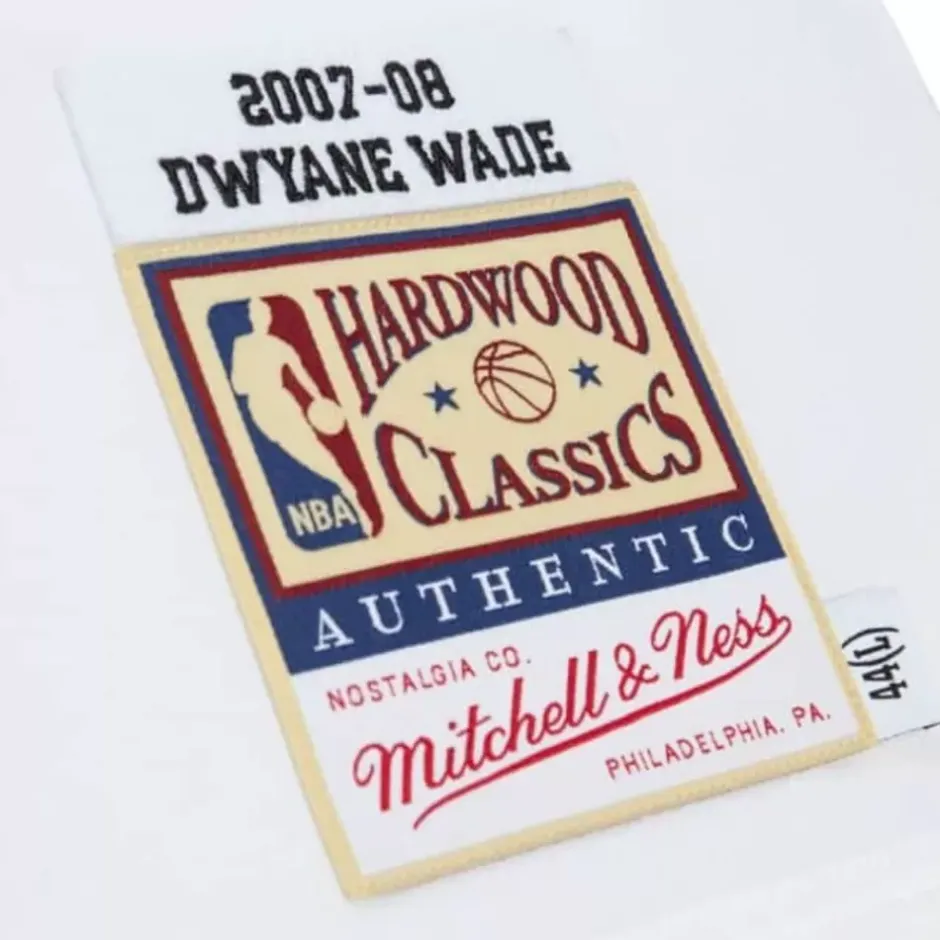 2007-08
DWYANE WADE
HARDWOOD
CLASSICS
NBA
AUTHENTIC
NOSTALGIA CO.
Mitchell & Ness
PHILADELPHIA, PA.
44(L)